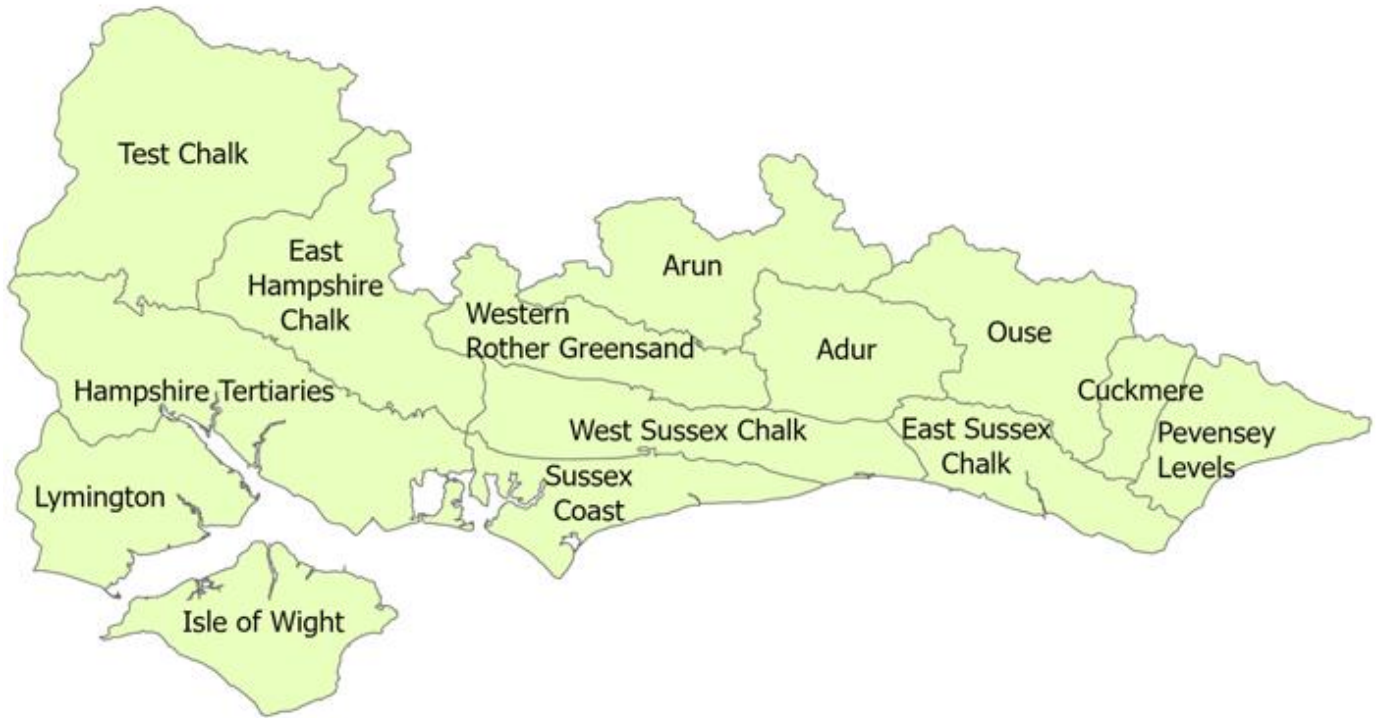 Test Chalk
East
Hampshire
Chalk
Arun
Western
Rother Greensand
Adur
Ouse
Hampshire Tertiaries
Cuckmere
West Sussex Chalk
East Sussex
Chalk
Pevensey
Levels
Lymington
Sussex
Coast
Isle of Wight